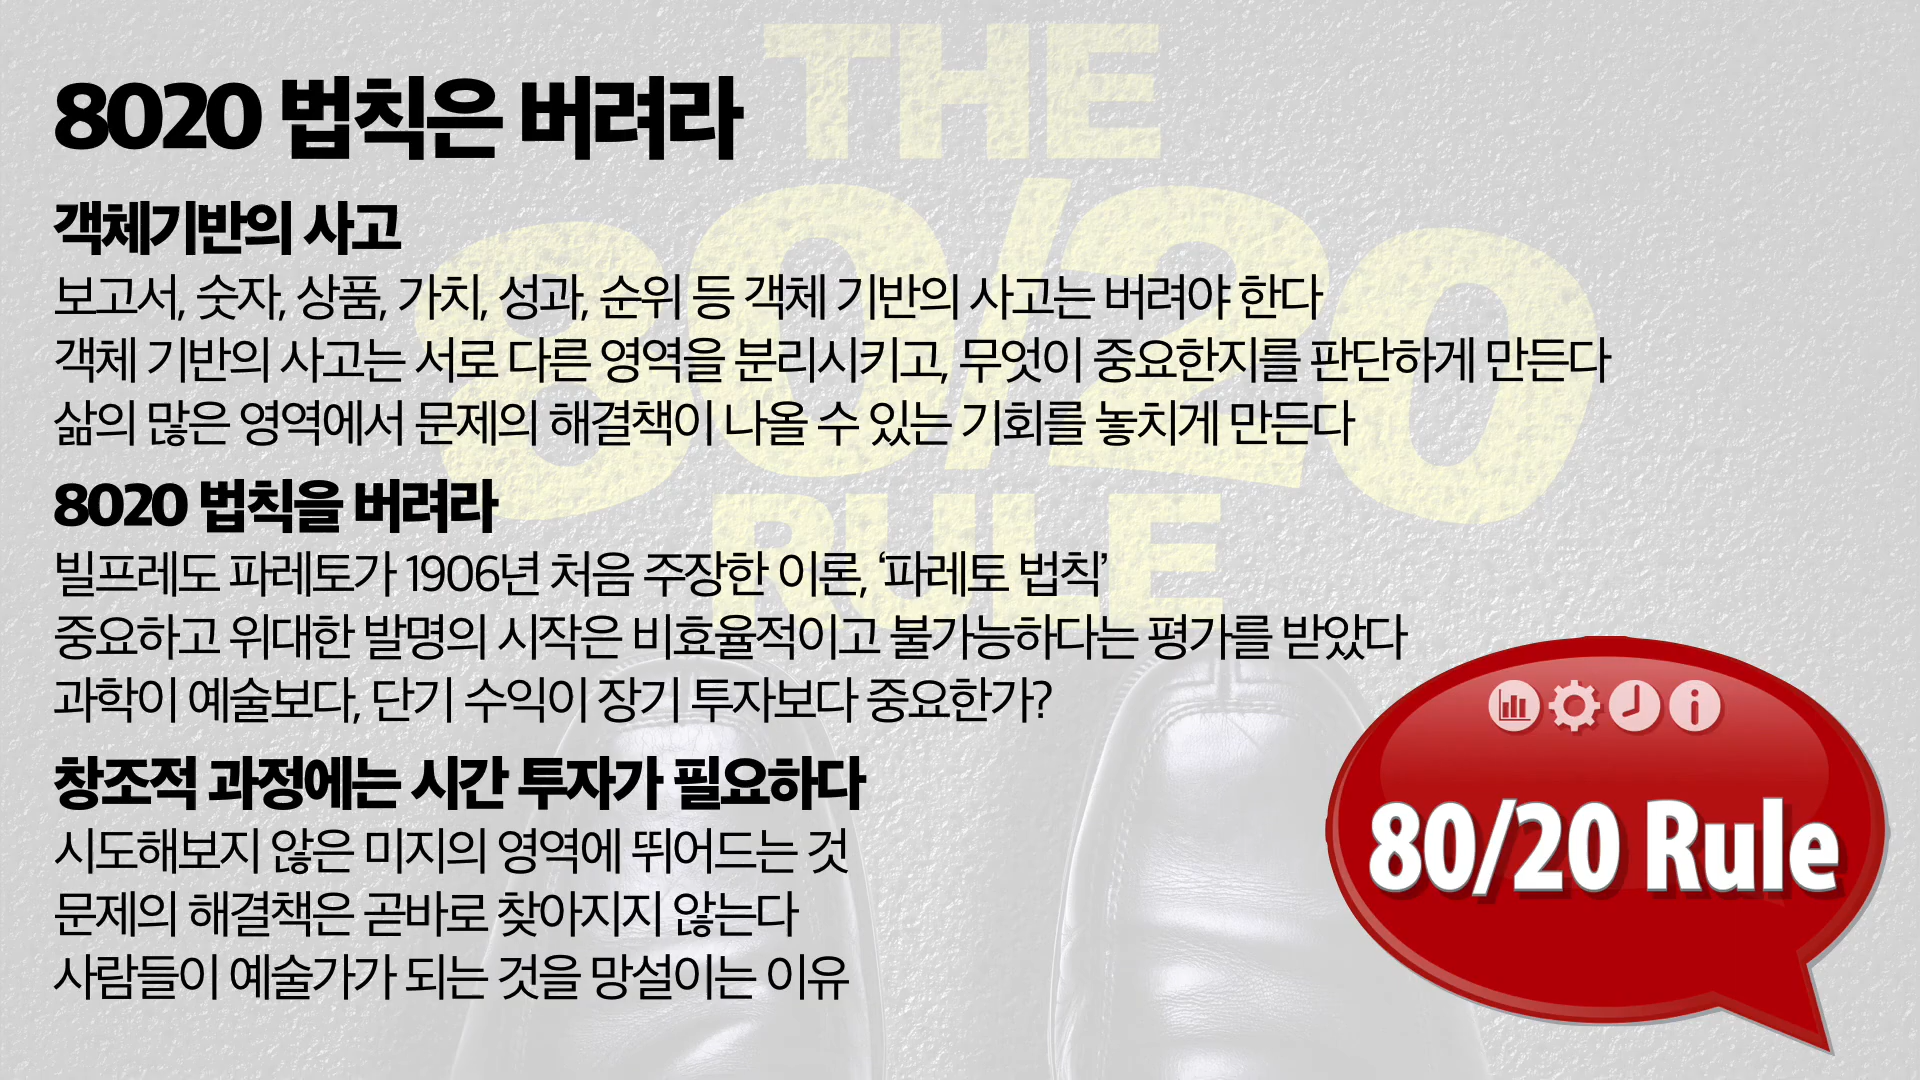 THE
80/20
RULE
8020 법칙은 버려라
객체기반의 사고
보고서, 숫자, 상품, 가치, 성과, 순위 등 객체 기반의 사고는 버려야 한다
객체 기반의 사고는 서로 다른 영역을 분리시키고, 무엇이 중요한지를 판단하게 만든다
삶의 많은 영역에서 문제의 해결책이 나올 수 있는 기회를 놓치게 만든다
8020 법칙을 버려라
빌프레도 파레토가 1906년 처음 주장한 이론, ‘파레토 법칙’
중요하고 위대한 발명의 시작은 비효율적이고 불가능하다는 평가를 받았다
과학이 예술보다, 단기 수익이 장기 투자보다 중요한가?
창조적 과정에는 시간 투자가 필요하다
시도해보지 않은 미지의 영역에 뛰어드는 것
문제의 해결책은 곧바로 찾아지지 않는다
사람들이 예술가가 되는 것을 망설이는 이유
80/20 Rule